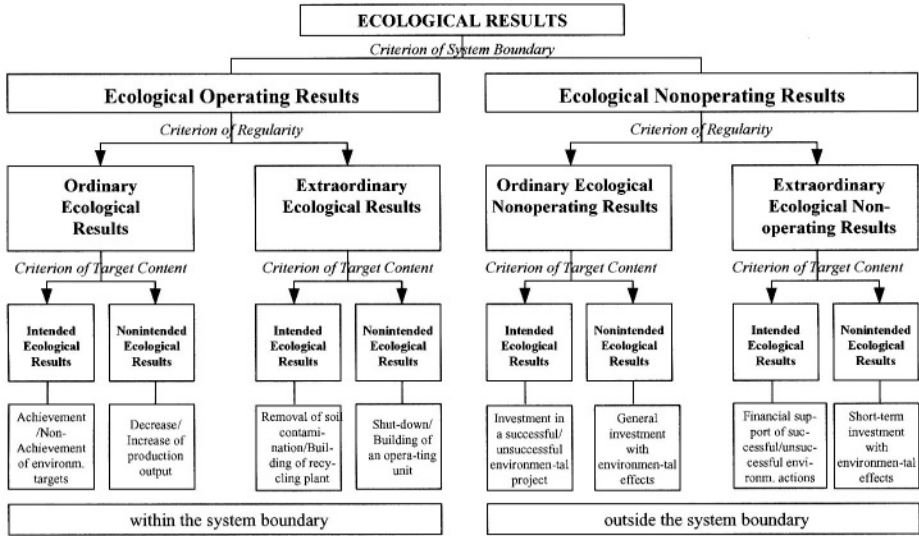 ECOLOGICAL RESULTS
Criterion of System Boundary
Ecological Operating Results
Ecological Nonoperating Results
Criterion of Regularity
Criterion of Regularity
Ordinary
Ecological
Results
Extraordinary
Ecological Results
Ordinary Ecological
Nonoperating Results
Extraordinary
Ecological Non-
operating Results
Criterion of Target Content
Criterion of Target Content
Criterion of Target Content
Criterion of Target Content
Intended
Ecological
Results
Nonintended
Ecological
Results
Intended
Ecological
Results
Nonintended
Ecological
Results
Intended
Ecological
Results
Nonintended
Ecological
Results
Intended
Ecological
Results
Nonintended
Ecological
Results
Achievement
/Non-
Achievement
of environm.
targets
Decrease/
Increase of
production
output
Removal of soil
contami-
nation/Buil-
ding of recy-
cling plant
Shut-down/
Building of
an opera-ting
unit
Investment in
a successful/
unsuccessful
environmen-tal
project
General
investment
with
environmen-tal
effects
Financial sup-
port of suc-
cessful/unsuc-
cessful enviro-
nm. actions
Short-term
investment
with
environmen-tal
effects
within the system boundary
outside the system boundary